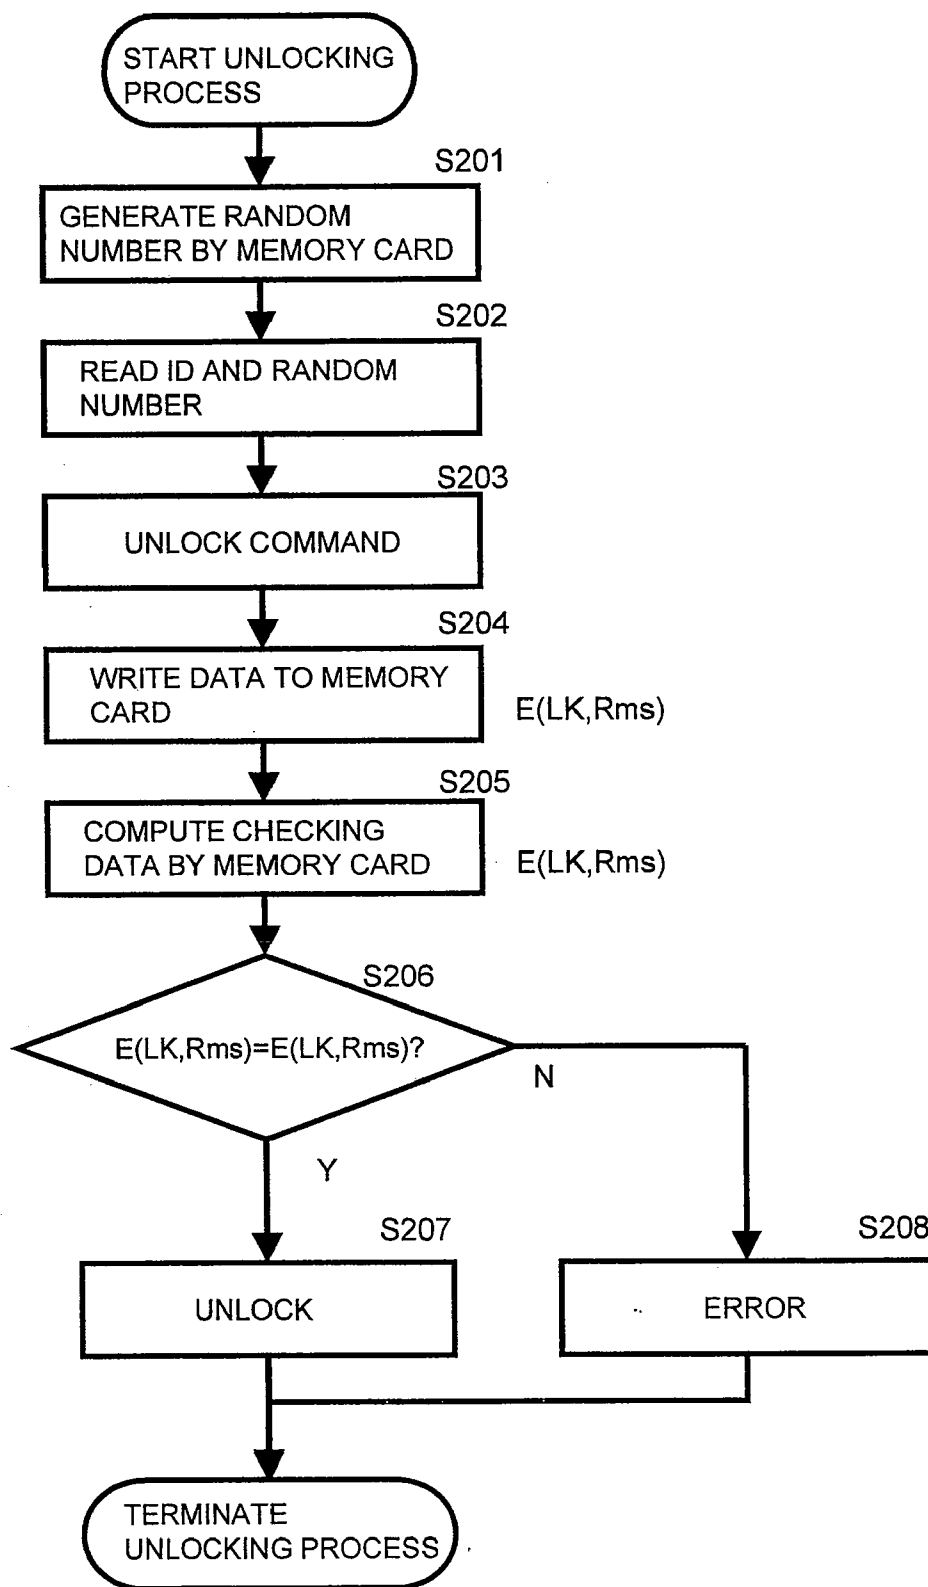 START UNLOCKING
PROCESS
S201
GENERATE RANDOM
NUMBER BY MEMORY CARD
S202
READ ID AND RANDOM
NUMBER
S203
UNLOCK COMMAND
S204
WRITE DATA TO MEMORY
CARD
E(LK,Rms)
S205
COMPUTE CHECKING
DATA BY MEMORY CARD
E(LK,Rms)
S206
E(LK,Rms)=E(LK,Rms)?
N
Y
S207
S208
UNLOCK
ERROR
TERMINATE
UNLOCKING PROCESS